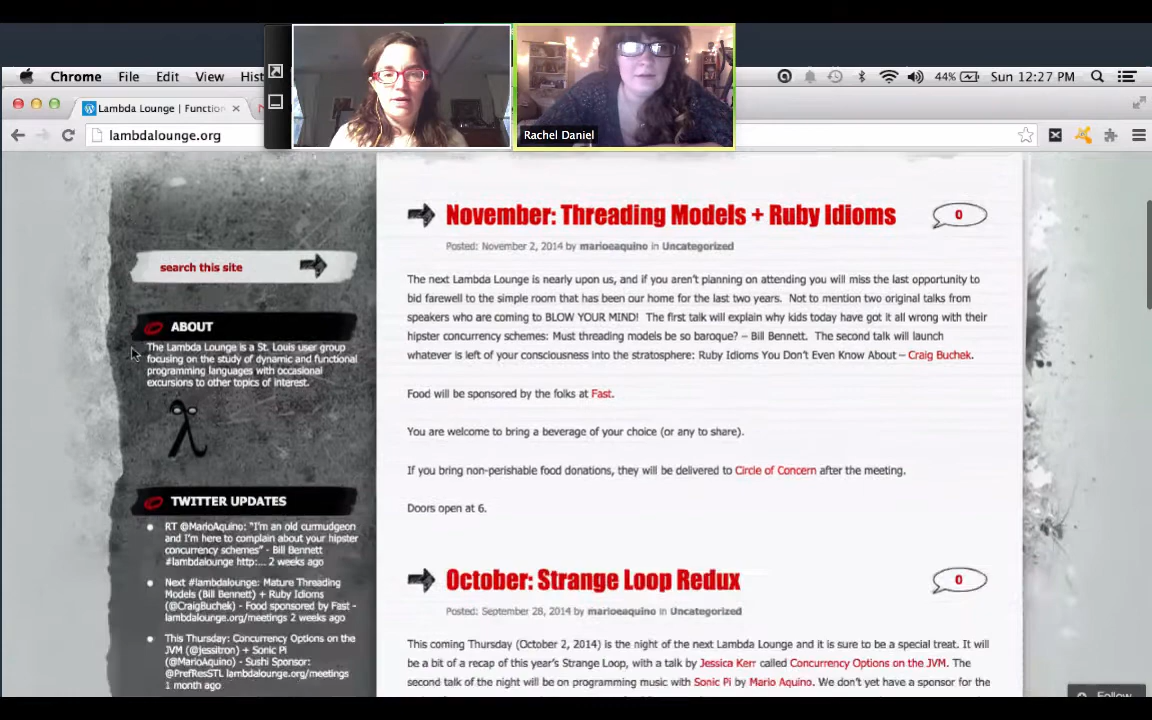 Chrome File Edit View Hist
44% Sun 12:27 PM
Lambda Lounge | Function
lambdalounge.org
Rachel Daniel
search this site
ABOUT
The Lambda Lounge is a St. Louis user group
focusing on the study of dynamic and functional
programming languages with occasional
excursions to other topics of interest.
TWITTER UPDATES
RT @MarioAquino: "I'm an old curmudgeon
and I'm here to complain about your hipster
concurrency schemes" - Bill Bennett
#lambdalounge http:... 2 weeks ago
Next #lambdalounge: Mature Threading
Models (Bill Bennett) + Ruby Idioms
(@CraigBuchek) - Food sponsored by Fast -
lambdalounge.org/meetings 2 weeks ago
This Thursday: Concurrency Options on the
JVM (@jessitron) + Sonic Pi
(@MarioAquino) - Sushi Sponsor:
@PrefResSTL lambdalounge.org/meetings
1 month ago
November: Threading Models + Ruby Idioms
0
Posted: November 2, 2014 by marioeaquino in Uncategorized
The next Lambda Lounge is nearly upon us, and if you aren't planning on attending you will miss the last opportunity to
bid farewell to the simple room that has been our home for the last two years. Not to mention two original talks from
speakers who are coming to BLOW YOUR MIND! The first talk will explain why kids today have got it all wrong with their
hipster concurrency schemes: Must threading models be so baroque? – Bill Bennett. The second talk will launch
whatever is left of your consciousness into the stratosphere: Ruby Idioms You Don't Even Know About – Craig Buchek.
Food will be sponsored by the folks at Fast.
You are welcome to bring a beverage of your choice (or any to share).
If you bring non-perishable food donations, they will be delivered to Circle of Concern after the meeting.
Doors open at 6.
October: Strange Loop Redux
0
Posted: September 28, 2014 by marioeaquino in Uncategorized
This coming Thursday (October 2, 2014) is the night of the next Lambda Lounge and it is sure to be a special treat. It will
be a bit of a recap of this year's Strange Loop, with a talk by Jessica Kerr called Concurrency Options on the JVM. The
second talk of the night will be on programming music with Sonic Pi by Mario Aquino. We don't yet have a sponsor for the
Follow